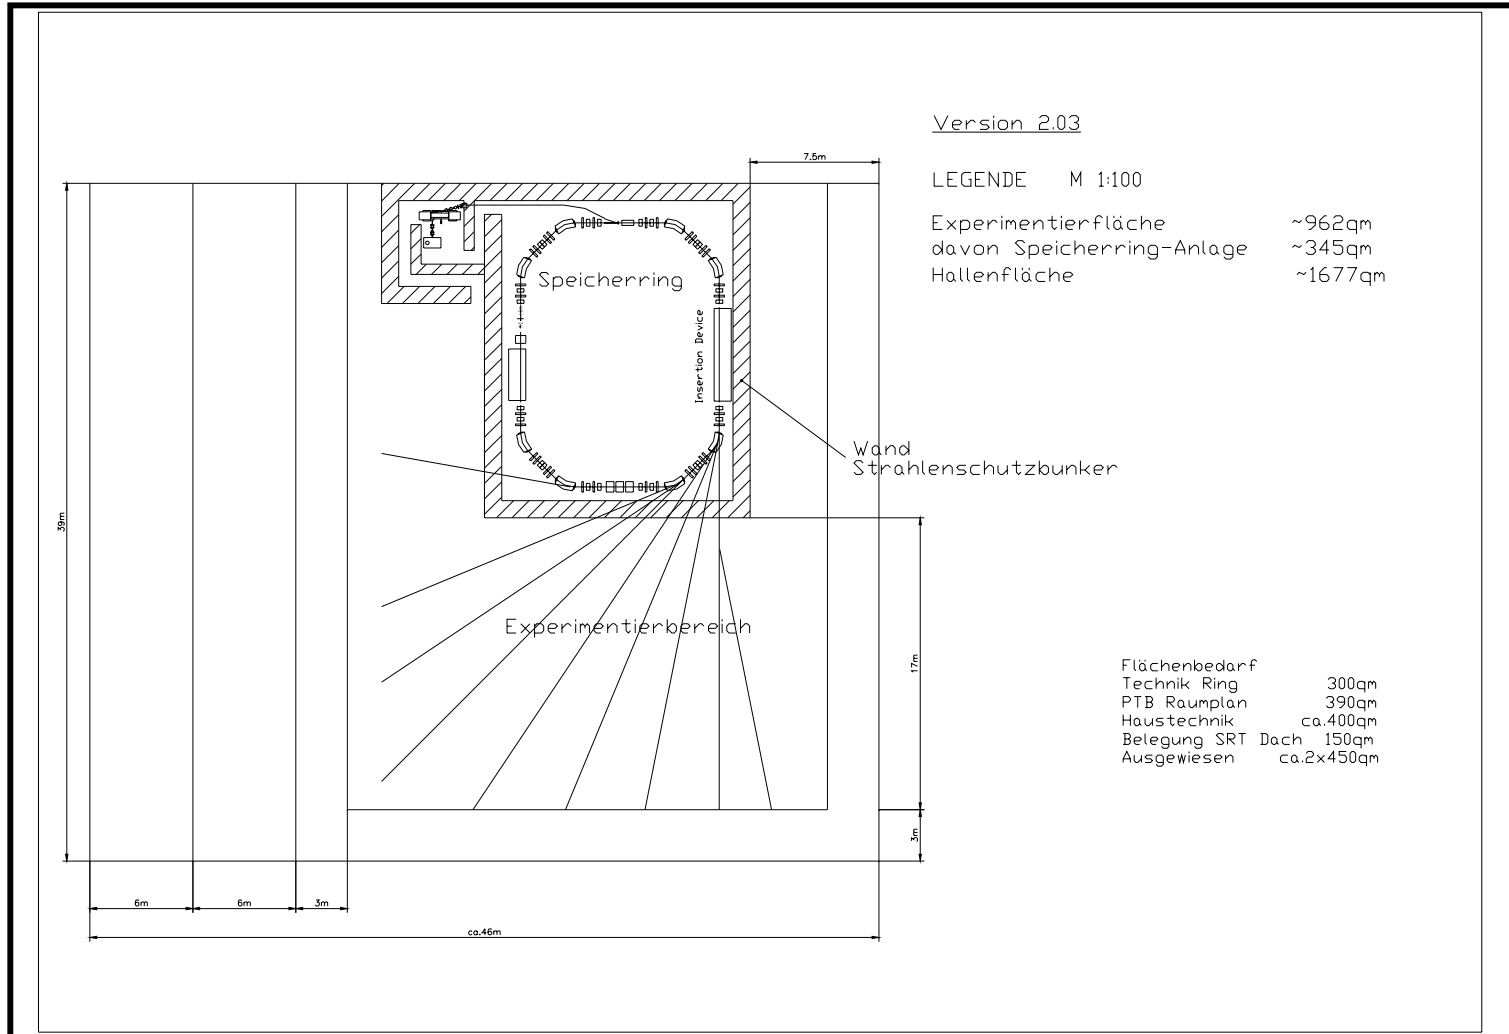 Version 2.03
7.5m
LEGENDE M 1:100
Experimentierfläche ~962qm
davon Speicherring-Anlage ~345qm
Hallenfläche ~1677qm
Speicherring
Insertion Device
Wand
Strahlenschutzbunker
39m
Experimentierbereich
17m
Flächenbedarf
Technik Ring 300qm
PTB Raumplan 390qm
Haustechnik ca.400qm
Belegung SRT Dach 150qm
Ausgewiesen ca.2x450qm
3m
6m 6m 3m
ca.46m